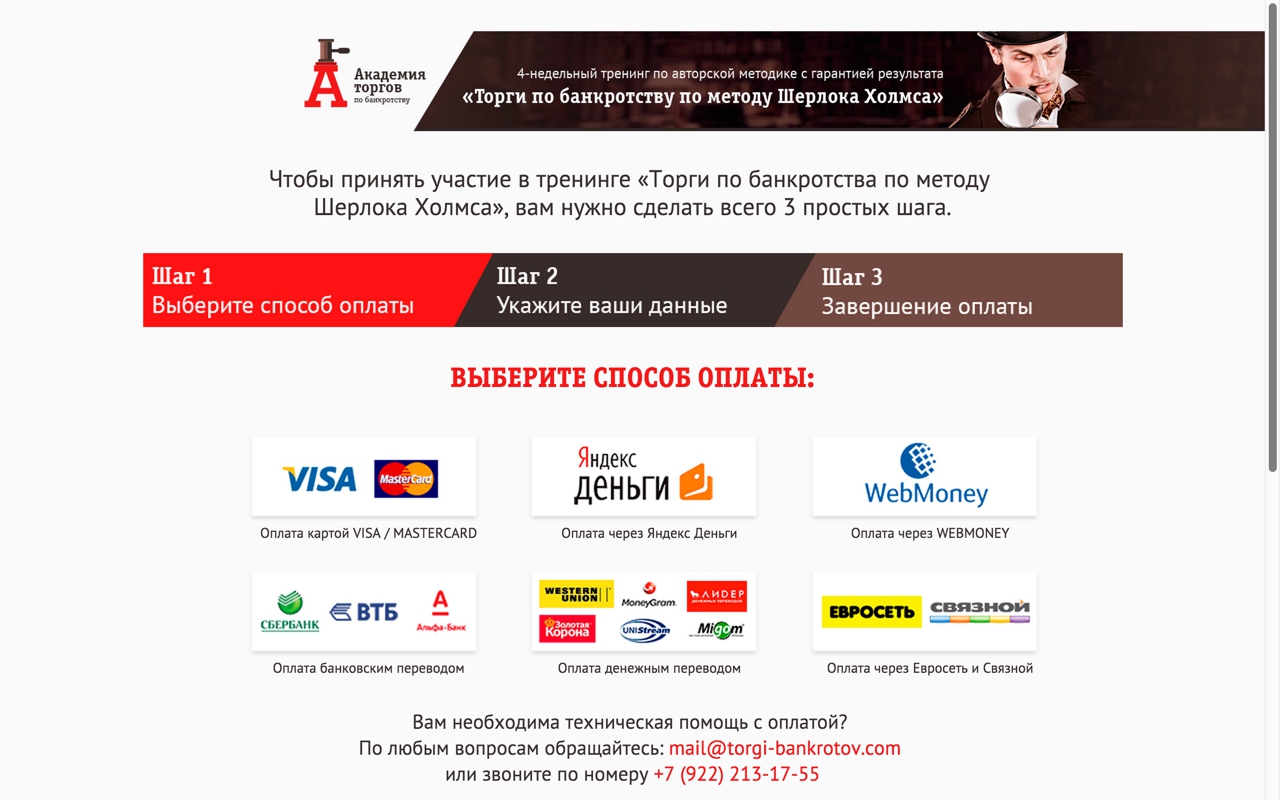 Академия
торгов
по банкротству
4-недельный тренинг по авторской методике с гарантией результата
«Торги по банкротству по методу Шерлока Холмса»
Чтобы принять участие в тренинге «Торги по банкротства по методу
Шерлока Холмса», вам нужно сделать всего 3 простых шага.
Шаг 1
Выберите способ оплаты
Шаг 2
Укажите ваши данные
Шаг 3
Завершение оплаты
ВЫБЕРИТЕ СПОСОБ ОПЛАТЫ:
VISA MasterCard
Яндекс
деньги
WebMoney
Оплата картой VISA / MASTERCARD
Оплата через Яндекс Деньги
Оплата через WEBMONEY
СБЕРБАНК ВТБ Альфа·Банк
WESTERN
UNION
MoneyGram
ЛИДЕР
ДЕНЕЖНЫЕ ПЕРЕВОДЫ
Золотая
Корона
UNIStream
Migom
ЕВРОСЕТЬ СВЯЗНОЙ
Оплата банковским переводом
Оплата денежным переводом
Оплата через Евросеть и Связной
Вам необходима техническая помощь с оплатой?
По любым вопросам обращайтесь: mail@torgi-bankrotov.com
или звоните по номеру +7 (922) 213-17-55